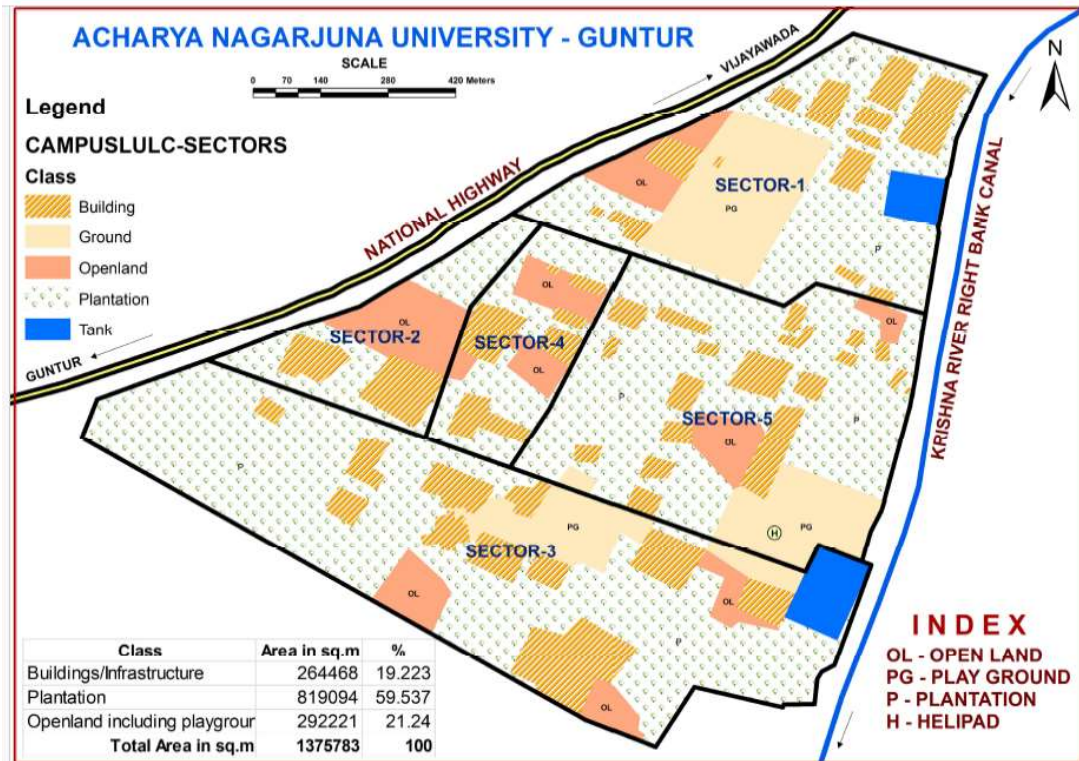 ACHARYA NAGARJUNA UNIVERSITY - GUNTUR
SCALE
0 70 140 280 420 Meters
N
VIJAYAWADA
NATIONAL HIGHWAY
GUNTUR
KRISHNA RIVER RIGHT BANK CANAL
Legend
CAMPUSLULC-SECTORS
Class
Building
Ground
Openland
Plantation
Tank
P
SECTOR-1
OL
PG
P
OL
SECTOR-2
OL
SECTOR-4
OL
OL
P
SECTOR-5
P
OL
PG
H
P
PG
SECTOR-3
OL
OL
P
OL
Class Area in sq.m %
Buildings/Infrastructure 264468 19.223
Plantation 819094 59.537
Openland including playgrour 292221 21.24
Total Area in sq.m 1375783 100
INDEX
OL - OPEN LAND
PG - PLAY GROUND
P - PLANTATION
H - HELIPAD